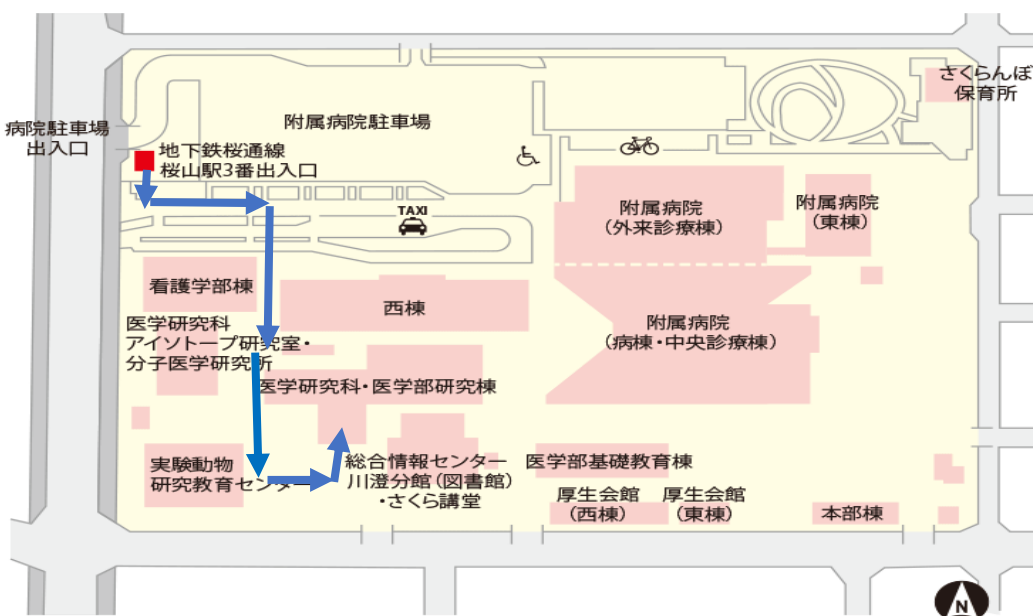 さくらんぼ
保育所
病院駐車場
出入口
附属病院駐車場
地下鉄桜通線
桜山駅3番出入口
TAXI
附属病院
(外来診療棟)
附属病院
(東棟)
看護学部棟
西棟
医学研究科
アイソトープ研究室・
分子医学研究所
附属病院
(病棟・中央診療棟)
医学研究科・医学部研究棟
実験動物
研究教育センター
総合情報センター
川澄分館(図書館)
・さくら講堂
医学部基礎教育棟
厚生会館
(西棟)
厚生会館
(東棟)
本部棟
N